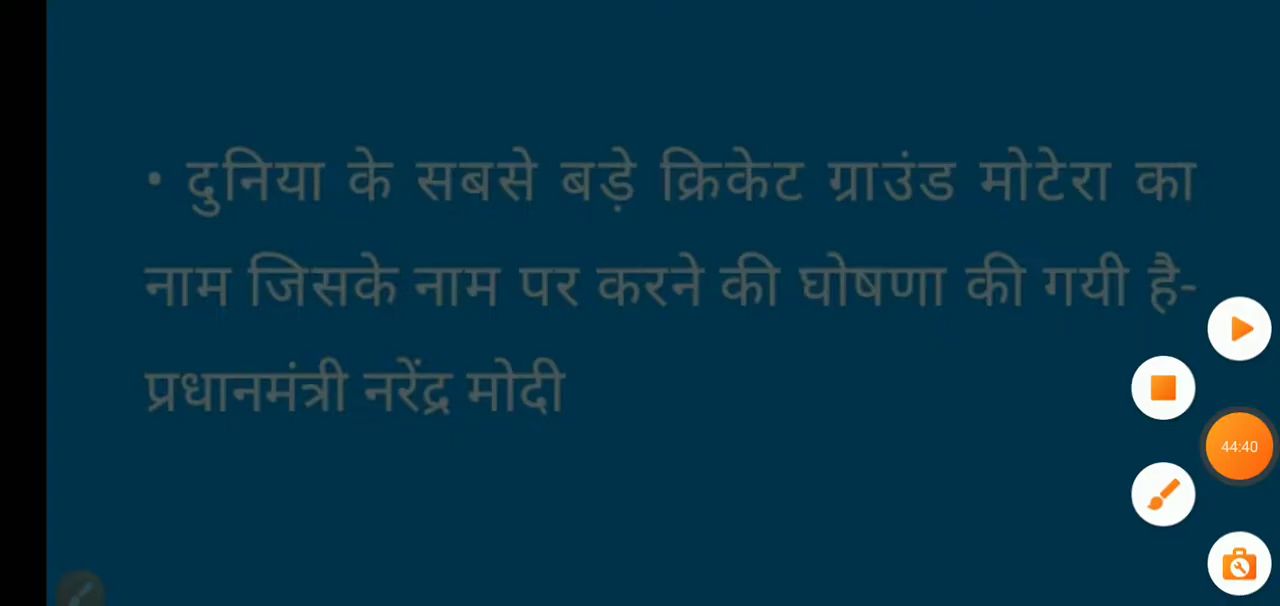 • दुनिया के सबसे बड़े क्रिकेट ग्राउंड मोटेरा का
नाम जिसके नाम पर करने की घोषणा की गयी है-
प्रधानमंत्री नरेंद्र मोदी
44:40